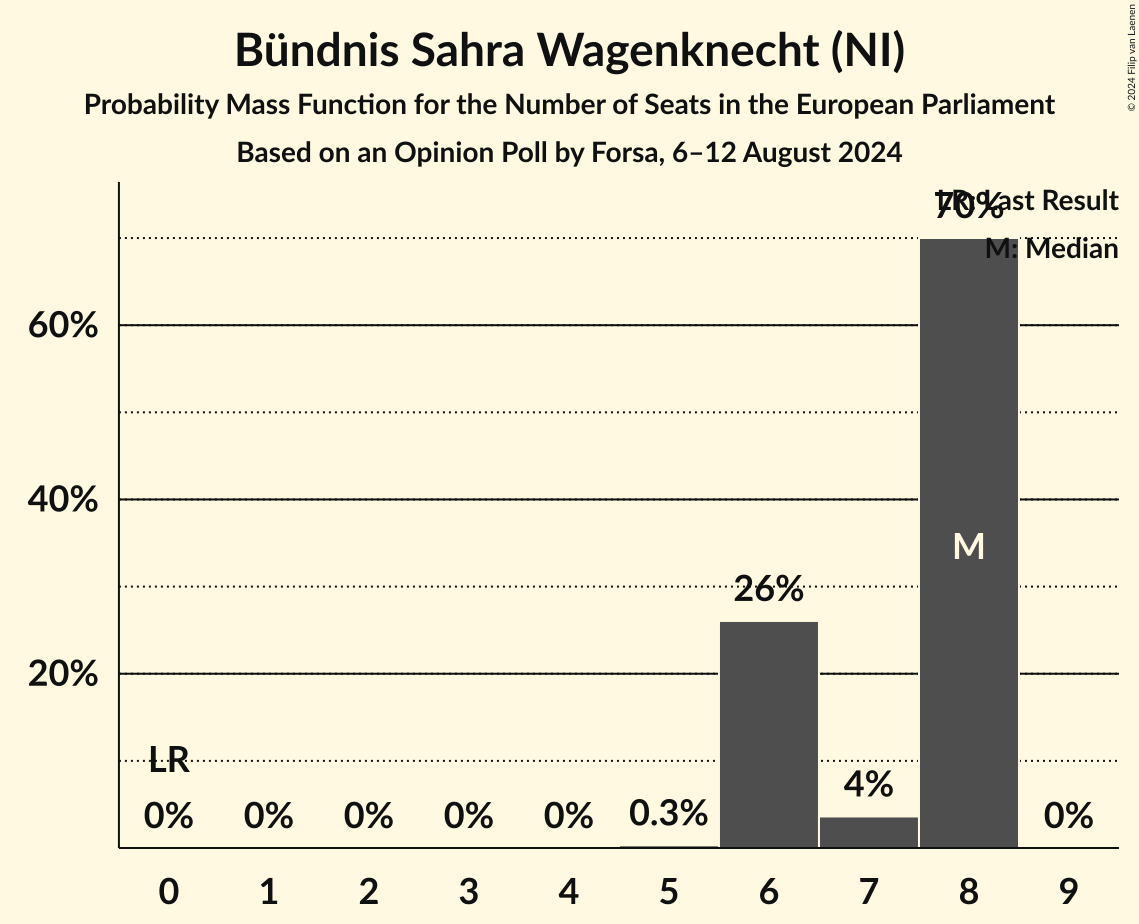 Bündnis Sahra Wagenknecht (NI)
Probability Mass Function for the Number of Seats in the European Parliament
Based on an Opinion Poll by Forsa, 6–12 August 2024
© 2024 Filip van Laenen
LR: Last Result
M: Median
70%
60%
40%
20%
M
26%
LR
4%
0% 0% 0% 0% 0% 0.3% 0%
0 1 2 3 4 5 6 7 8 9